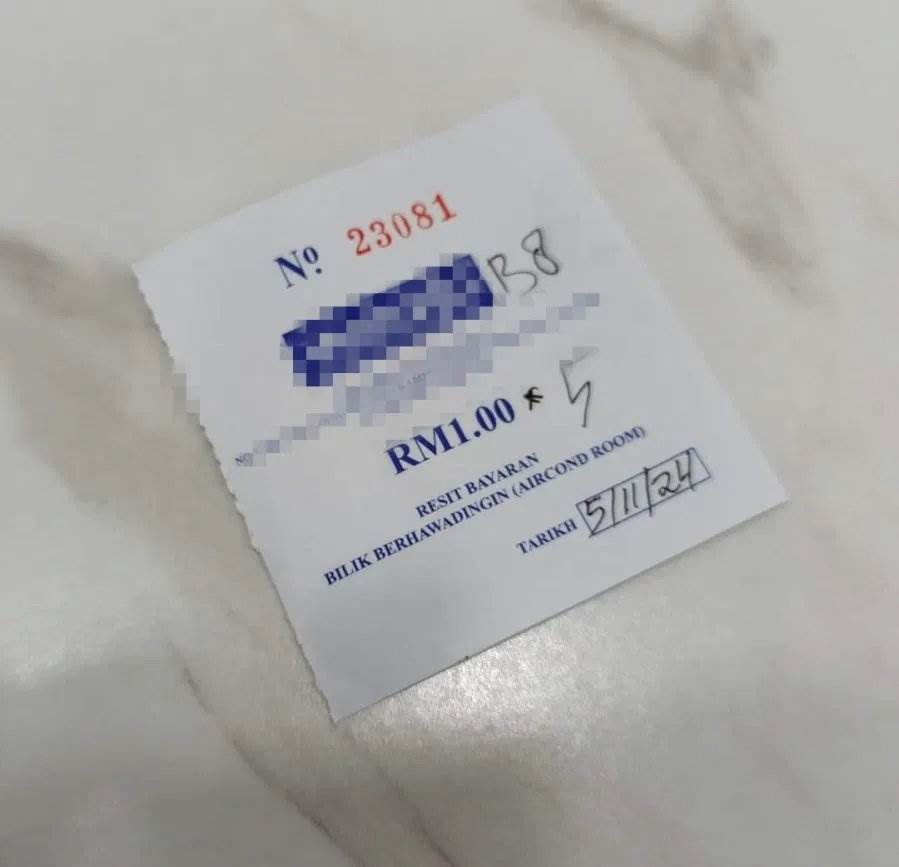 Nº 23081
B8
RM1.00 * 5
RESIT BAYARAN
BILIK BERHAWADINGIN (AIRCOND ROOM)
TARIKH 5/11/24